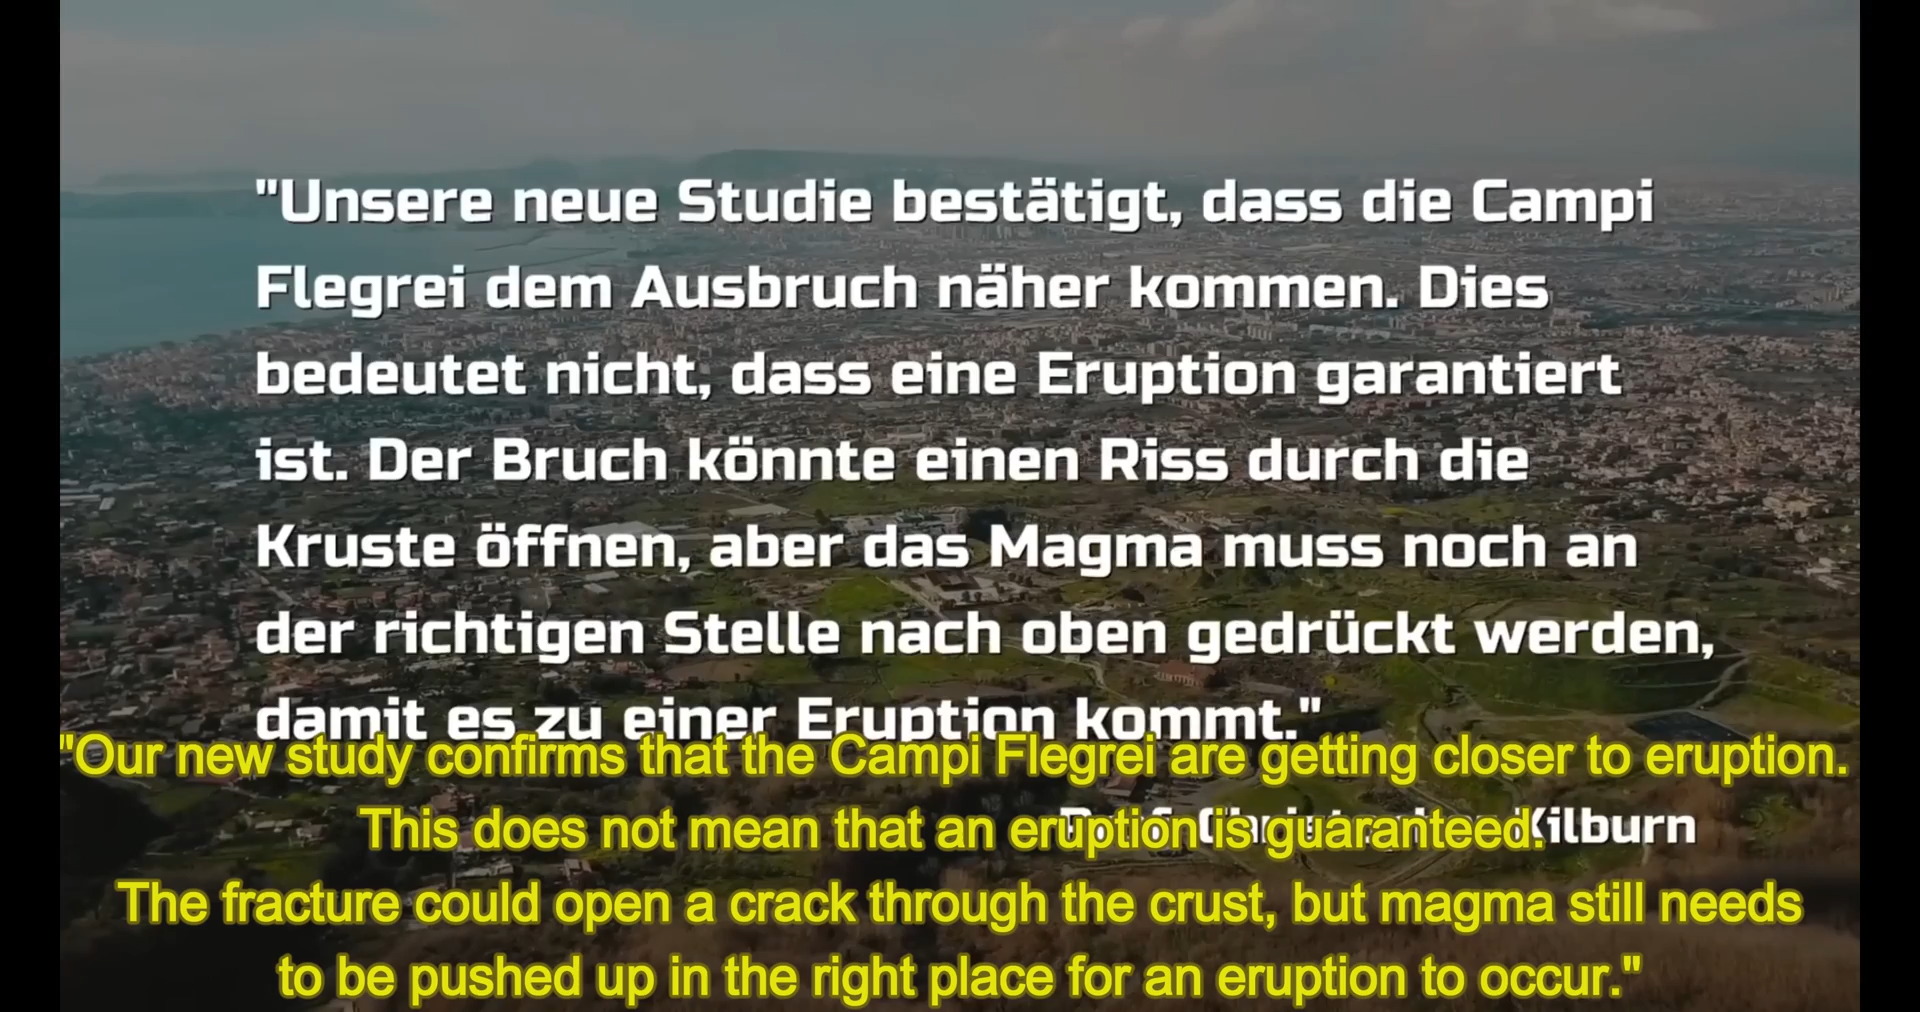 "Unsere neue Studie bestätigt, dass die Campi
Flegrei dem Ausbruch näher kommen. Dies
bedeutet nicht, dass eine Eruption garantiert
ist. Der Bruch könnte einen Riss durch die
Kruste öffnen, aber das Magma muss noch an
der richtigen Stelle nach oben gedrückt werden,
damit es zu einer Eruption kommt."
"Our new study confirms that the Campi Flegrei are getting closer to eruption.
This does not mean that an eruption is guaranteed.
Kilburn
The fracture could open a crack through the crust, but magma still needs
to be pushed up in the right place for an eruption to occur."